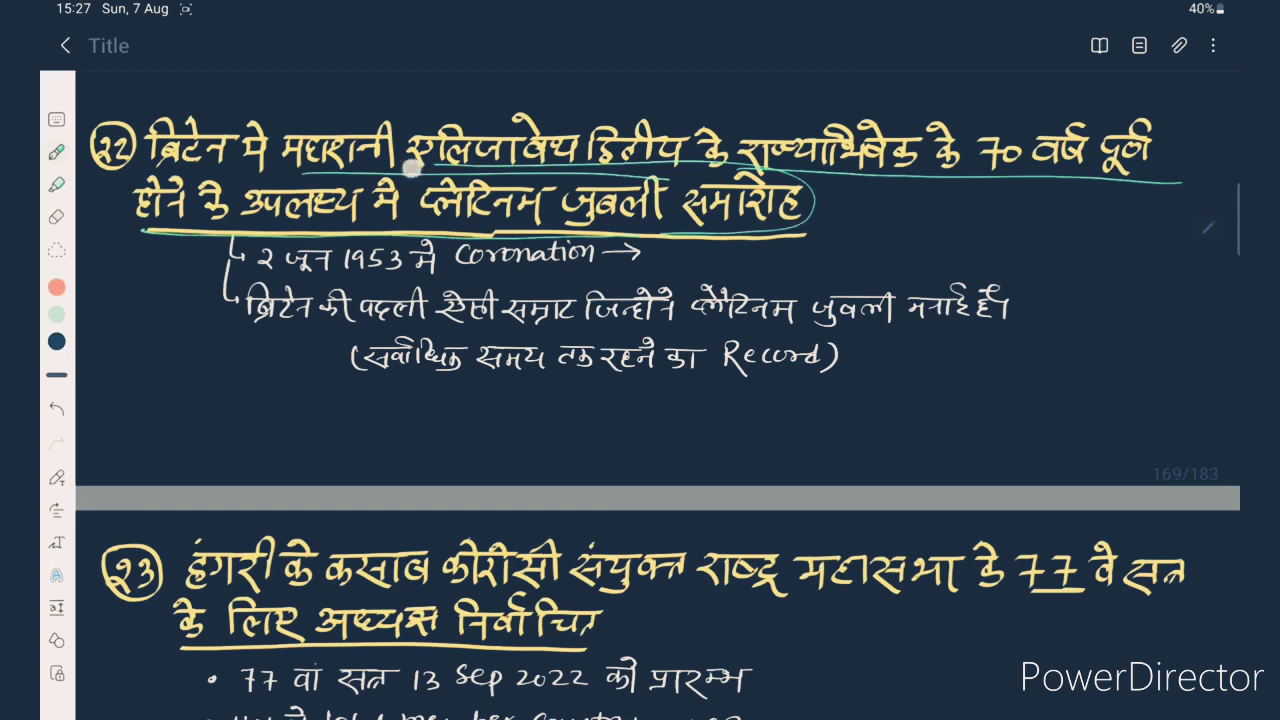 15:27 Sun, 7 Aug
40%
Title
22 ब्रिटेन मे महारानी एलिजावेथ द्वितीय के राज्याभिषेक के 70 वर्ष पूर्ण
होने के उपलक्ष्य मे प्लेटिनम जुबली समारोह
२ जून 1953 मे Coronation →
ब्रिटेन की पहली ऐसी सम्राट जिन्होने प्लैटिनम जुबली मनाई है।
(सर्वाधिक समय तक रहने का Record)
169/183
२३ हंगरी के कसाब कोरोसी संयुक्त राष्ट्र महासभा के 77 वे सत्र
के लिए अध्यक्ष निर्वाचित
• 77 वां सत्र 13 Sep 2022 को प्रारम्भ
PowerDirector